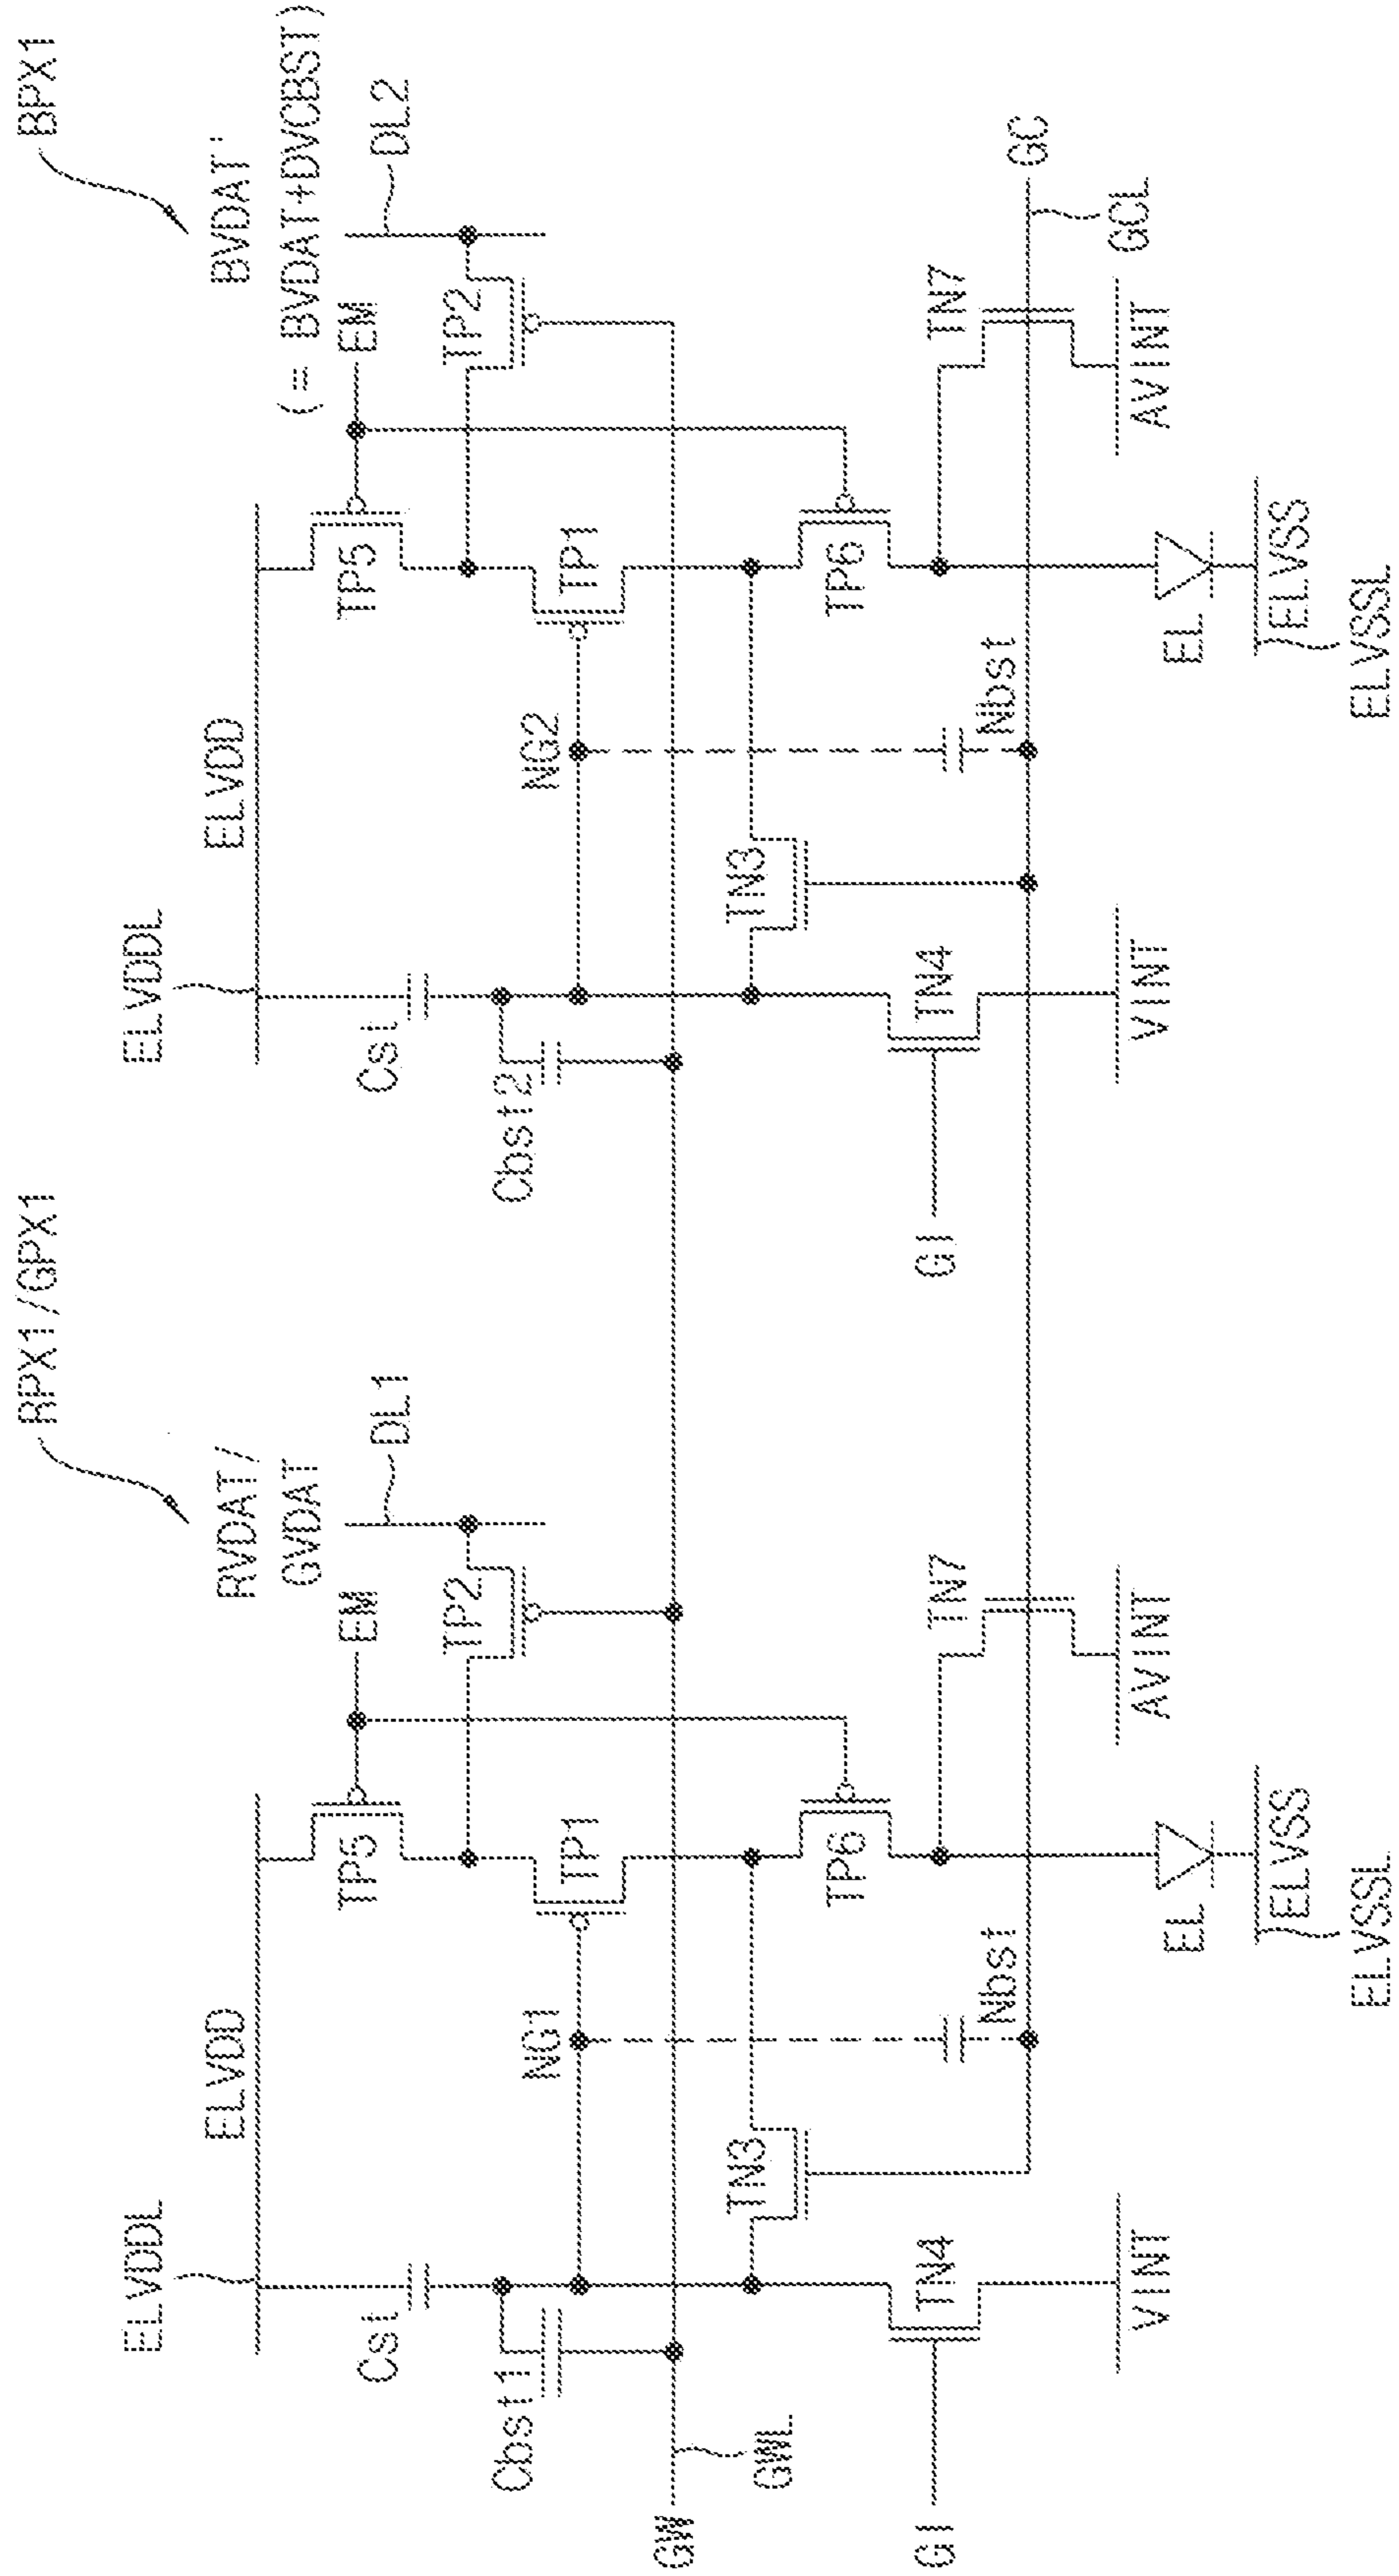 RPX1/GPX1
BPX1
RVDAT/
GVDAT
BVDAT'
(= BVDAT+DVCBST)
ELVDDL
ELVDD
EM
DL1
ELVDDL
ELVDD
EM
DL2
Cst
TP5
TP2
Cst
TP5
TP2
Cbst1
NG1
TP1
Cbst2
NG2
TP1
GW
GWL
TN3
TP6
TN7
TN3
TP6
TN7
GI
TN4
Nbst
GI
TN4
Nbst
GC
GCL
VINT
EL
AVINT
VINT
EL
AVINT
ELVSS
ELVSSL
ELVSS
ELVSSL